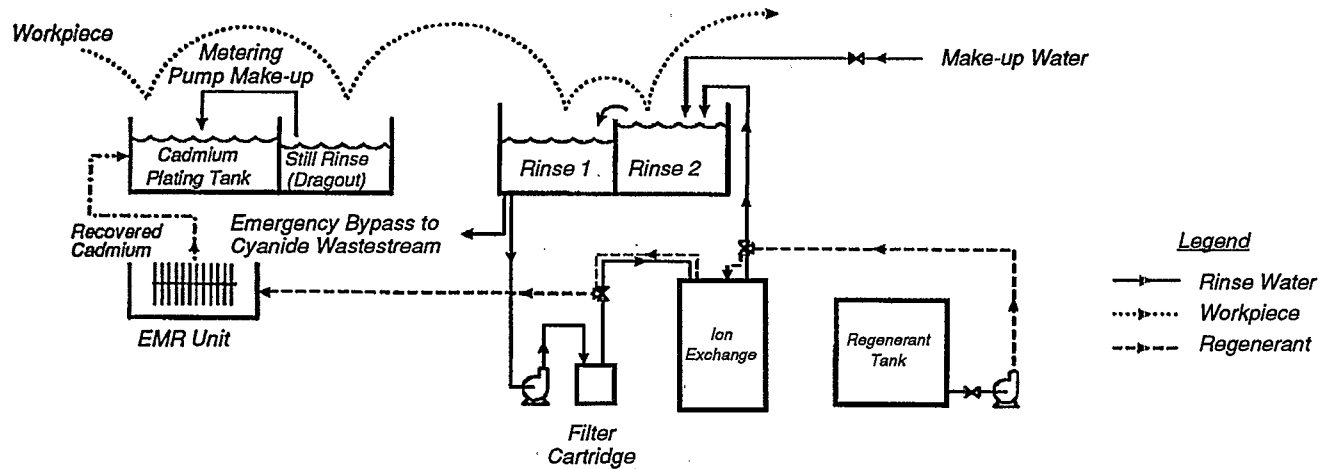 Workpiece
Metering
Pump Make-up
Make-up Water
Cadmium
Plating Tank
Still Rinse
(Dragout)
Rinse 1
Rinse 2
Recovered
Cadmium
Emergency Bypass to
Cyanide Wastestream
EMR Unit
Ion
Exchange
Regenerant
Tank
Filter
Cartridge
Legend
Rinse Water
Workpiece
Regenerant